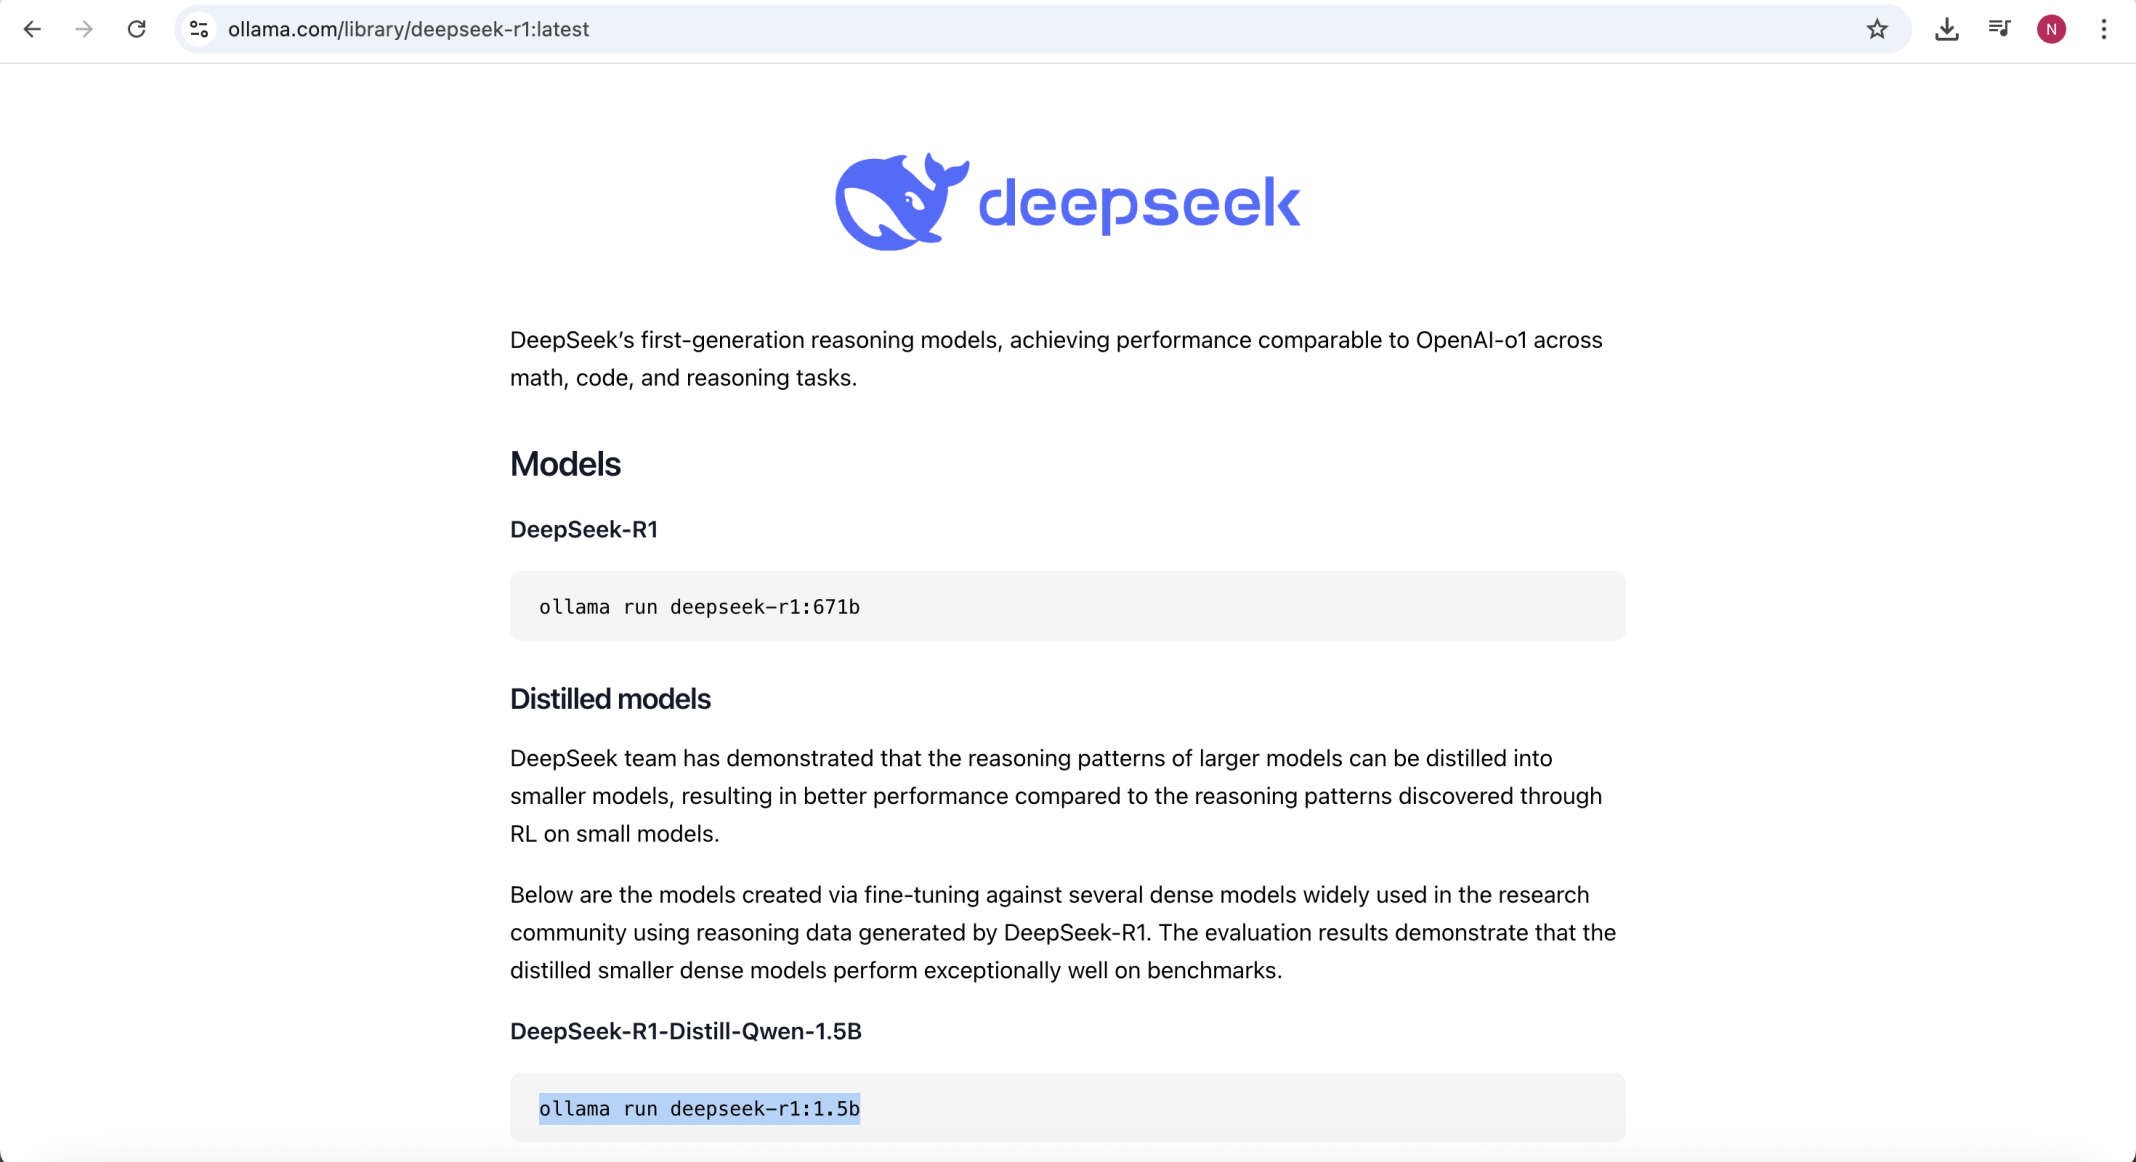 ollama.com/library/deepseek-r1:latest
N
deepseek
DeepSeek’s first-generation reasoning models, achieving performance comparable to OpenAI-o1 across
math, code, and reasoning tasks.
Models
DeepSeek-R1
ollama run deepseek-r1:671b
Distilled models
DeepSeek team has demonstrated that the reasoning patterns of larger models can be distilled into
smaller models, resulting in better performance compared to the reasoning patterns discovered through
RL on small models.
Below are the models created via fine-tuning against several dense models widely used in the research
community using reasoning data generated by DeepSeek-R1. The evaluation results demonstrate that the
distilled smaller dense models perform exceptionally well on benchmarks.
DeepSeek-R1-Distill-Qwen-1.5B
ollama run deepseek-r1:1.5b